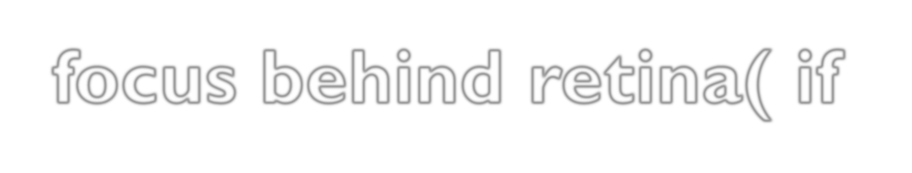 focus behind retina( if